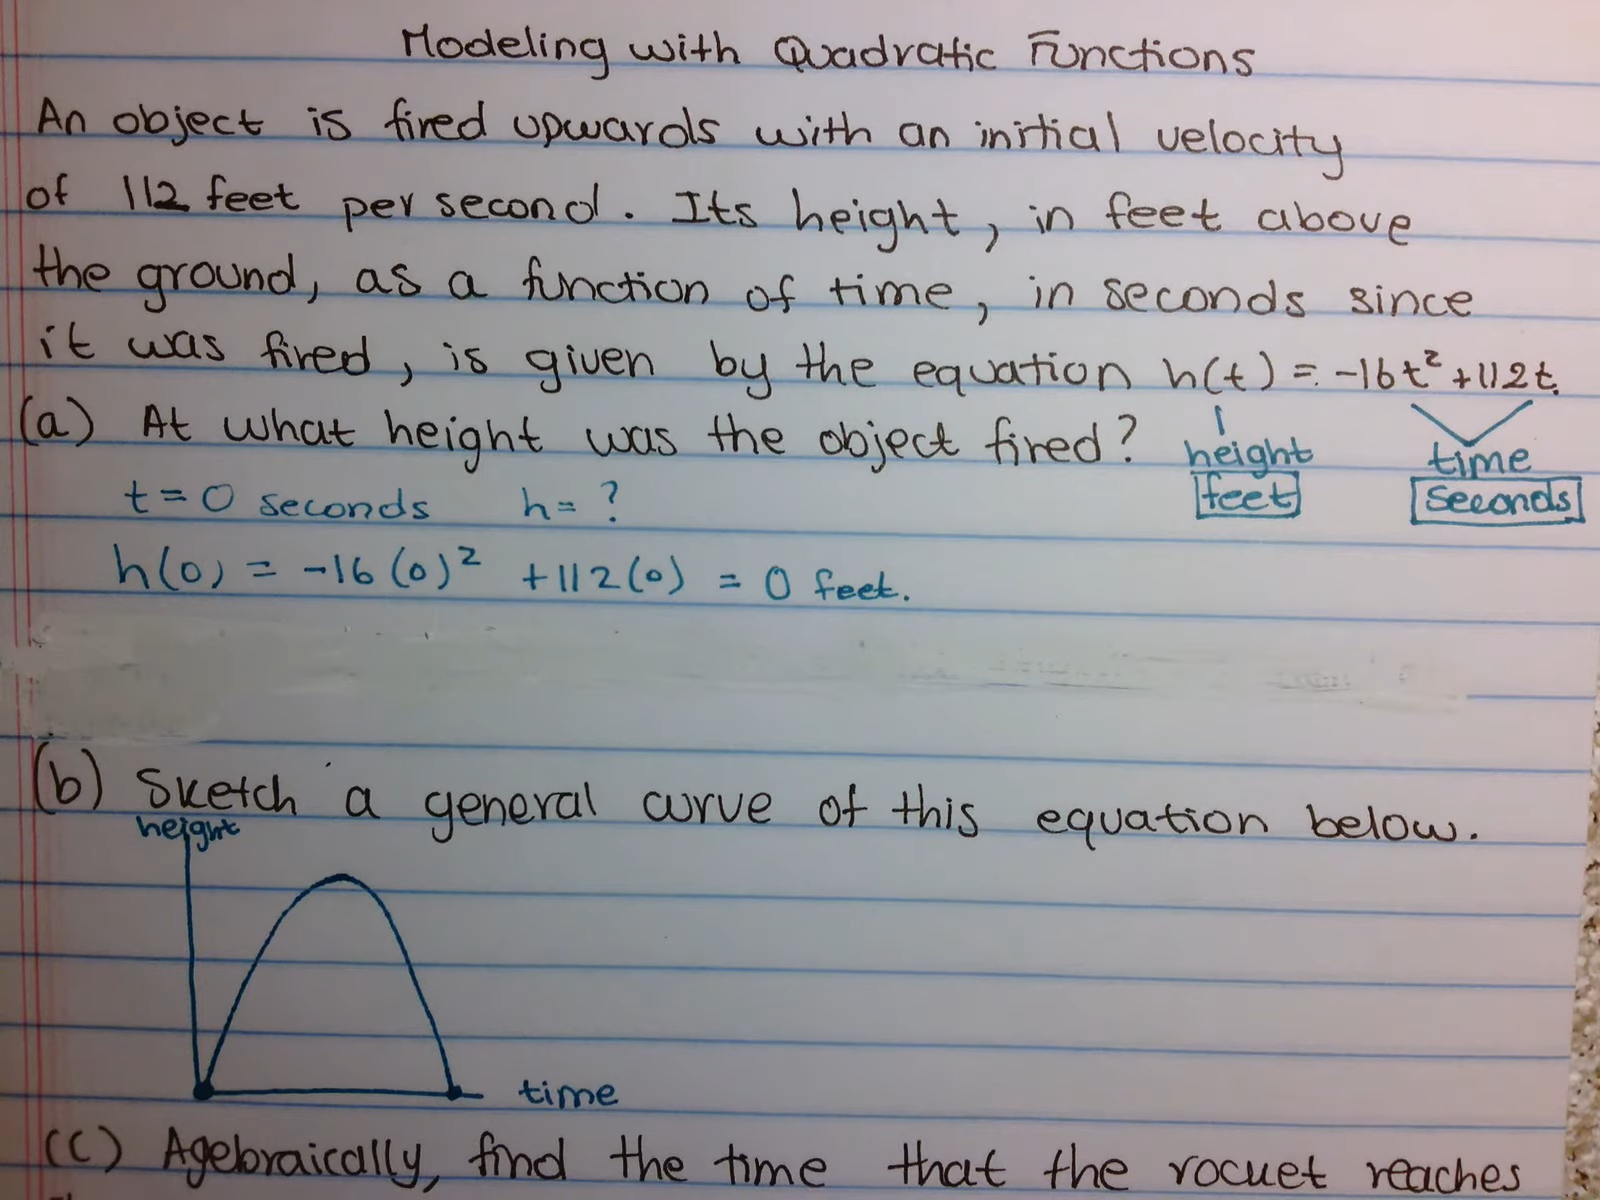 Modeling with Quadratic Functions
An object is fired upwards with an initial velocity
of 112 feet per second. Its height, in feet above
the ground, as a function of time, in seconds since
it was fired, is given by the equation h(t) = -16t² +112t.
(a) At what height was the object fired?
height
feet
time
seconds
t = 0 seconds h= ?
h(0) = -16(0)² +112(0) = 0 feet.
(b) Sketch a general curve of this equation below.
height
time
(c) Agebraically, find the time that the rocuet reaches